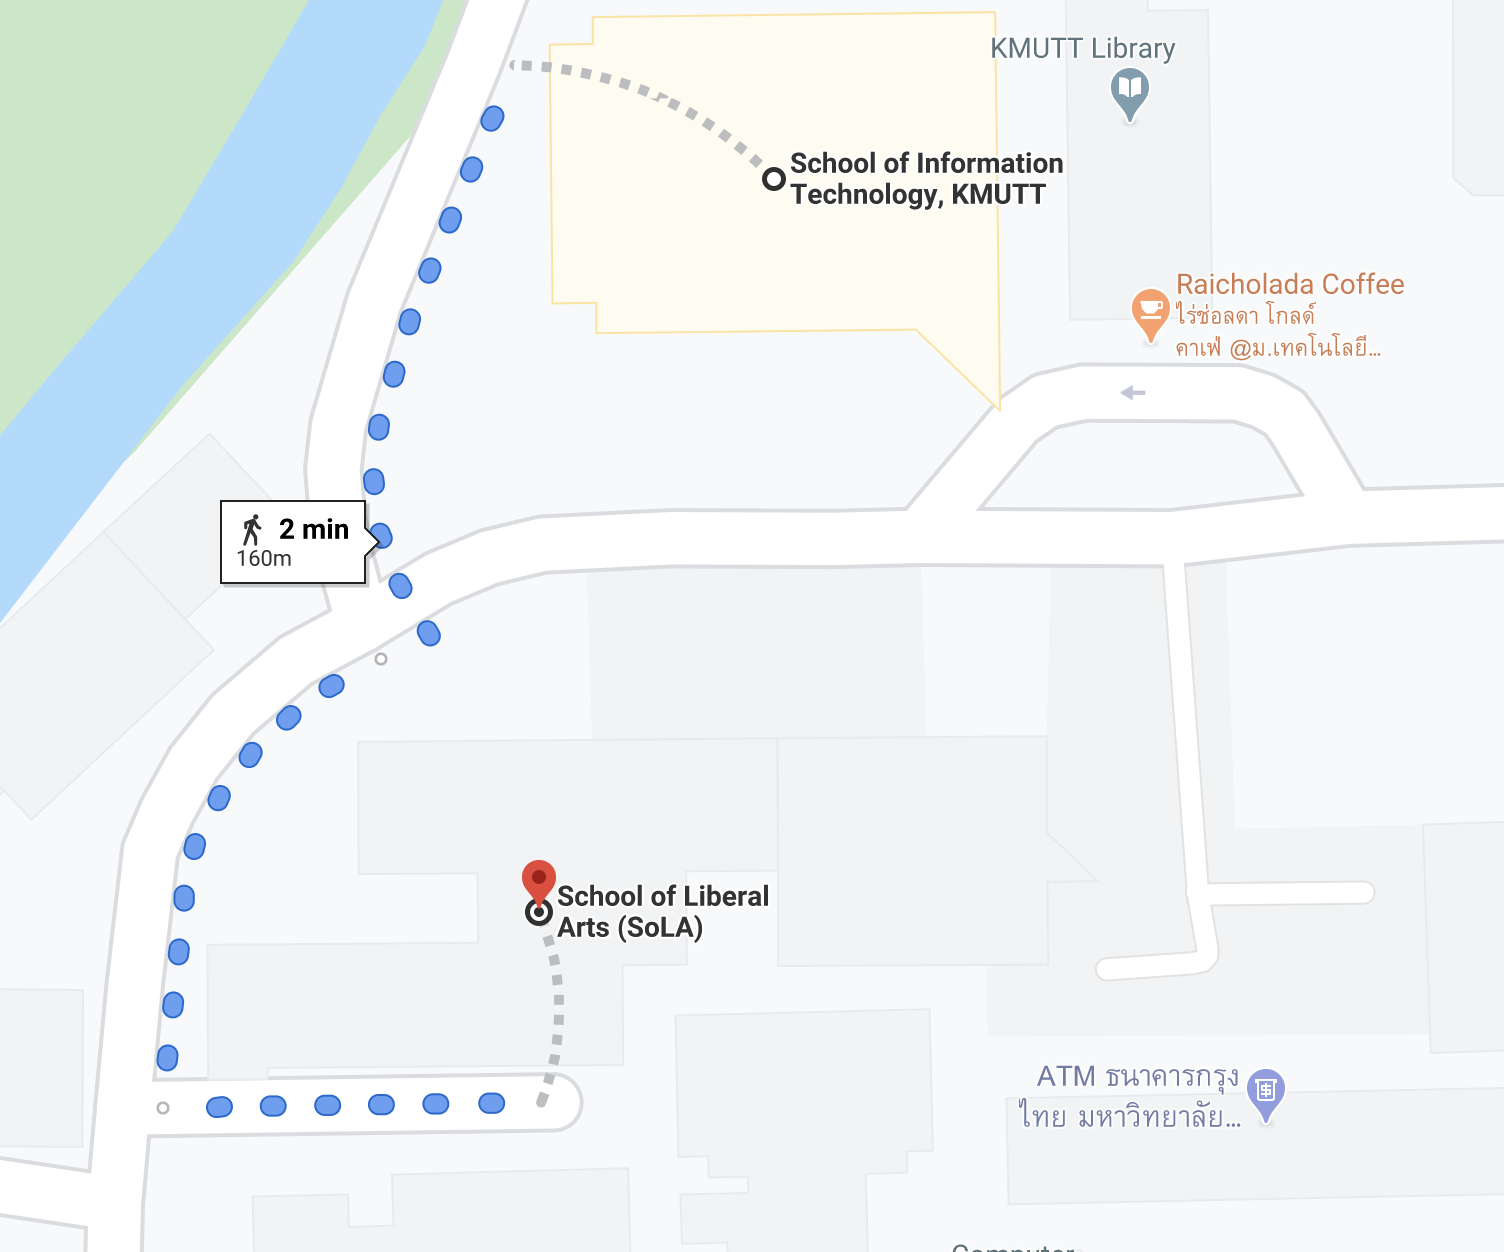 KMUTT Library
School of Information
Technology, KMUTT
Raicholada Coffee
ไร่ช่อลดา โกลด์
คาเฟ่ @ม.เทคโนโลยี...
2 min
160m
School of Liberal
Arts (SoLA)
ATM ธนาคารกรุง
ไทย มหาวิทยาลัย...
Computer